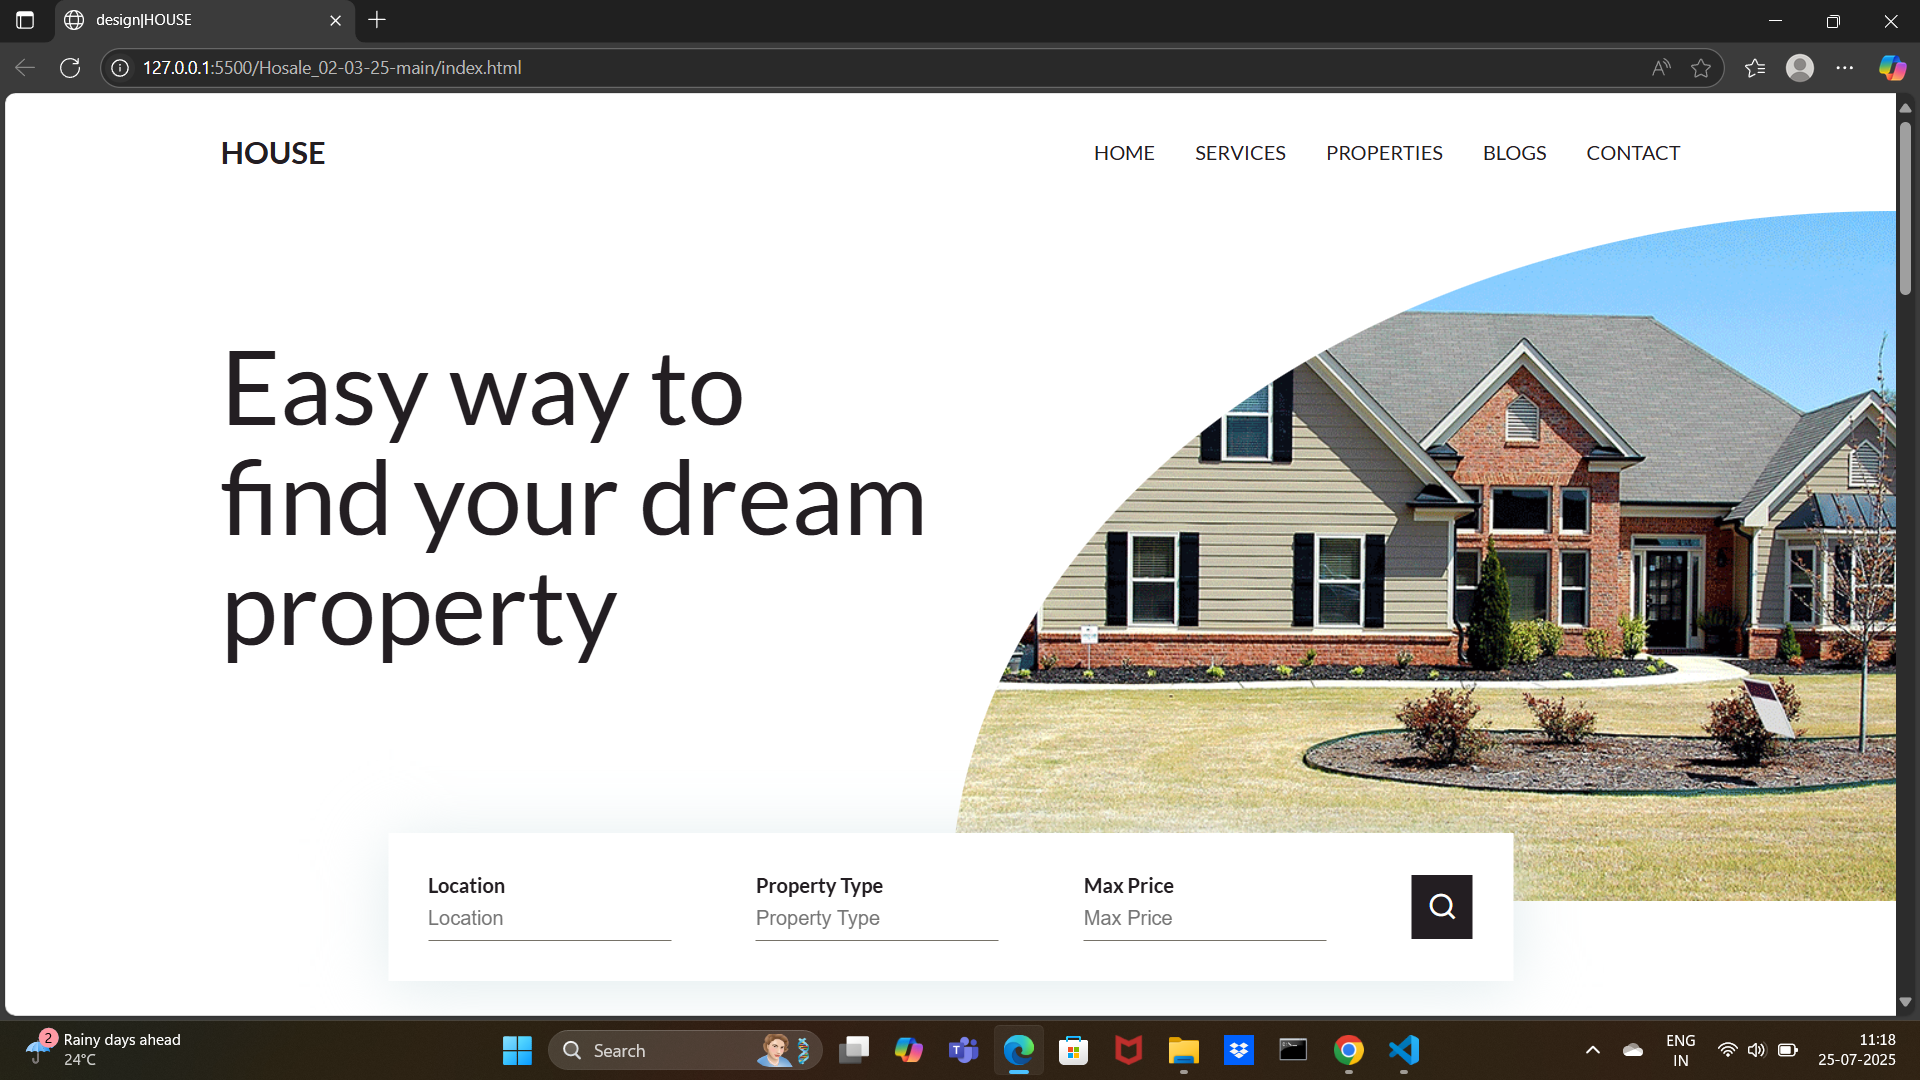 design|HOUSE
127.0.0.1:5500/Hosale_02-03-25-main/index.html
HOUSE
HOME SERVICES PROPERTIES BLOGS CONTACT
Easy way to
find your dream
property
Location Property Type Max Price
Location Property Type Max Price
2 Rainy days ahead
24°C
Search
ENG
IN
11:18
25-07-2025